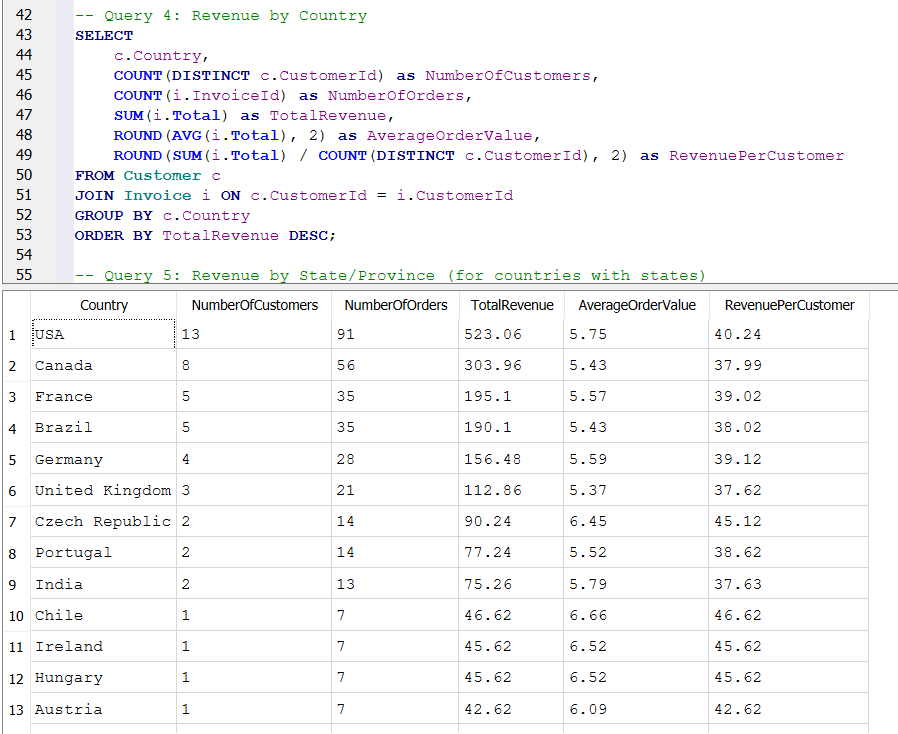 42 -- Query 4: Revenue by Country
43 SELECT
44 c.Country,
45 COUNT(DISTINCT c.CustomerId) as NumberOfCustomers,
46 COUNT(i.InvoiceId) as NumberOfOrders,
47 SUM(i.Total) as TotalRevenue,
48 ROUND(AVG(i.Total), 2) as AverageOrderValue,
49 ROUND(SUM(i.Total) / COUNT(DISTINCT c.CustomerId), 2) as RevenuePerCustomer
50 FROM Customer c
51 JOIN Invoice i ON c.CustomerId = i.CustomerId
52 GROUP BY c.Country
53 ORDER BY TotalRevenue DESC;
54
55 -- Query 5: Revenue by State/Province (for countries with states)
Country NumberOfCustomers NumberOfOrders TotalRevenue AverageOrderValue RevenuePerCustomer
1 USA 13 91 523.06 5.75 40.24
2 Canada 8 56 303.96 5.43 37.99
3 France 5 35 195.1 5.57 39.02
4 Brazil 5 35 190.1 5.43 38.02
5 Germany 4 28 156.48 5.59 39.12
6 United Kingdom 3 21 112.86 5.37 37.62
7 Czech Republic 2 14 90.24 6.45 45.12
8 Portugal 2 14 77.24 5.52 38.62
9 India 2 13 75.26 5.79 37.63
10 Chile 1 7 46.62 6.66 46.62
11 Ireland 1 7 45.62 6.52 45.62
12 Hungary 1 7 45.62 6.52 45.62
13 Austria 1 7 42.62 6.09 42.62